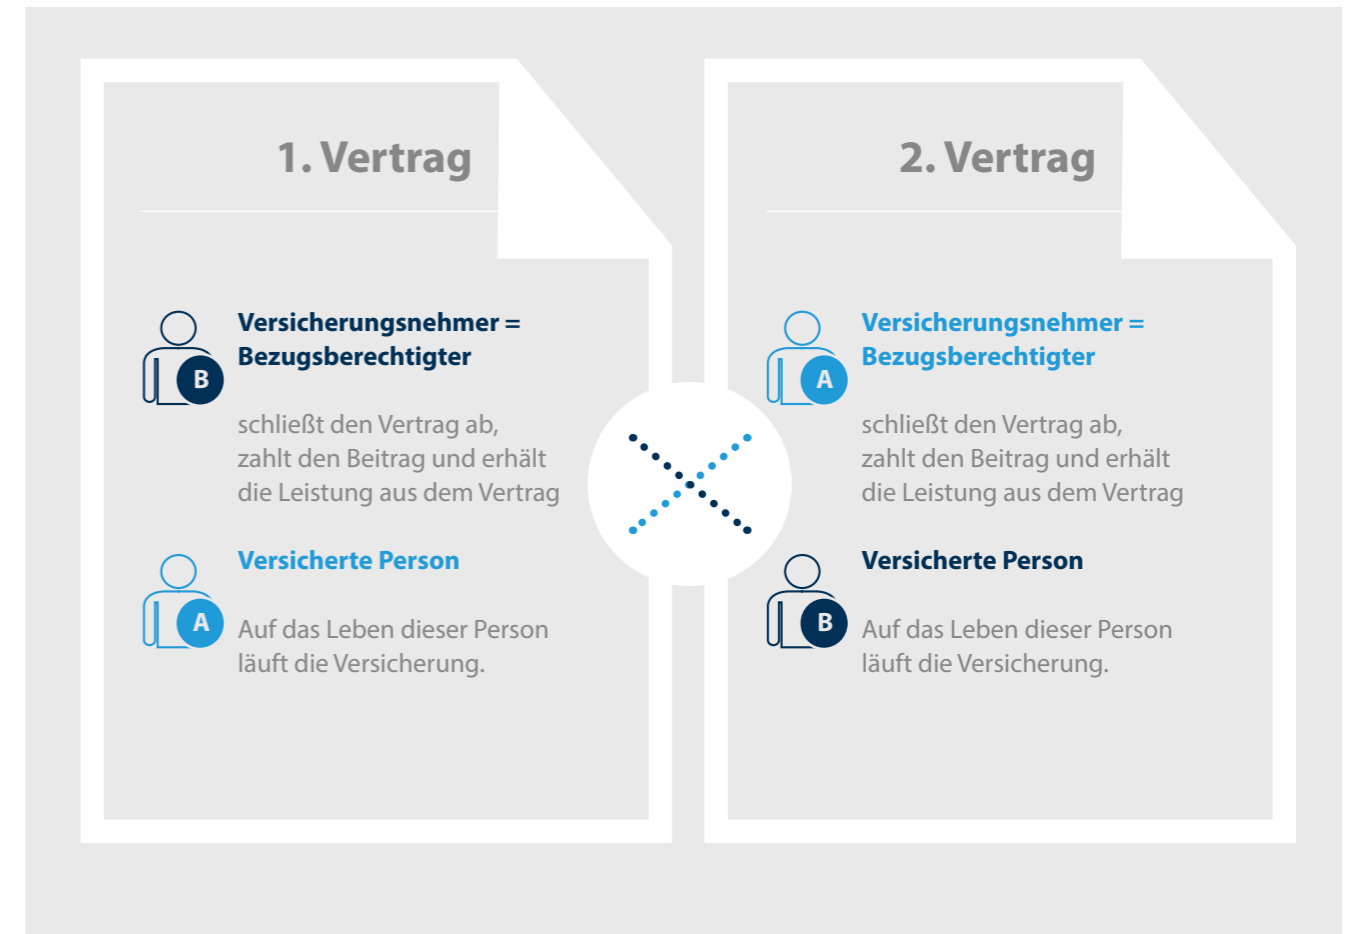 1. Vertrag
Versicherungsnehmer =
Bezugsberechtigter
B
schließt den Vertrag ab,
zahlt den Beitrag und erhält
die Leistung aus dem Vertrag
Versicherte Person
A
Auf das Leben dieser Person
läuft die Versicherung.
2. Vertrag
Versicherungsnehmer =
Bezugsberechtigter
A
schließt den Vertrag ab,
zahlt den Beitrag und erhält
die Leistung aus dem Vertrag
Versicherte Person
B
Auf das Leben dieser Person
läuft die Versicherung.